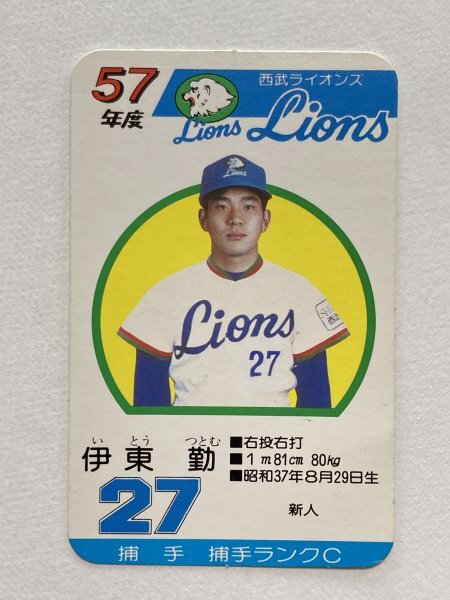 57
年度
西武ライオンズ
Lions
Lions
Lions
Lions
27
い とう つとむ
伊東 勤
■右投右打
■1m81cm 80kg
■昭和37年8月29日生
新人
27
捕手 捕手ランクC